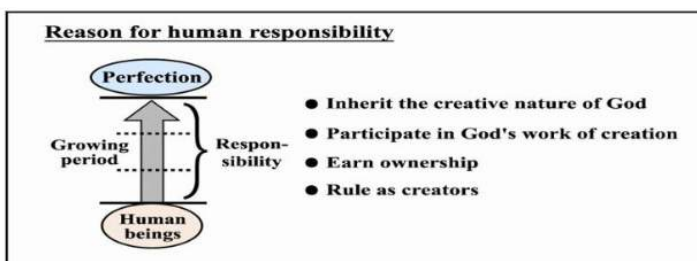 Reason for human responsibility
Perfection
Growing
period
Respon-
sibility
Human
beings
● Inherit the creative nature of God
● Participate in God's work of creation
● Earn ownership
● Rule as creators